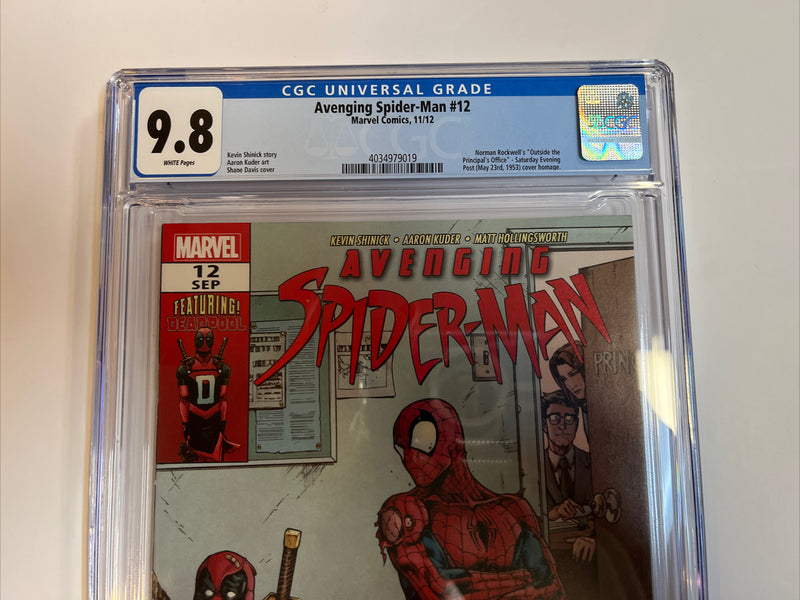 CGC UNIVERSAL GRADE
9.8
WHITE Pages
Avenging Spider-Man #12
Marvel Comics, 11/12
Kevin Shinick story
Aaron Kuder art
Shane Davis cover
4034979019
Norman Rockwell's "Outside the
Principal's Office" - Saturday Evening
Post (May 23rd, 1953) cover homage.
CGC
CGC
KEVIN SHINICK • AARON KUDER • MATT HOLLINGSWORTH
MARVEL
12
SEP
FEATURING!
DEADPOOL
D
AVENGING
SPIDER-MAN
PRIN